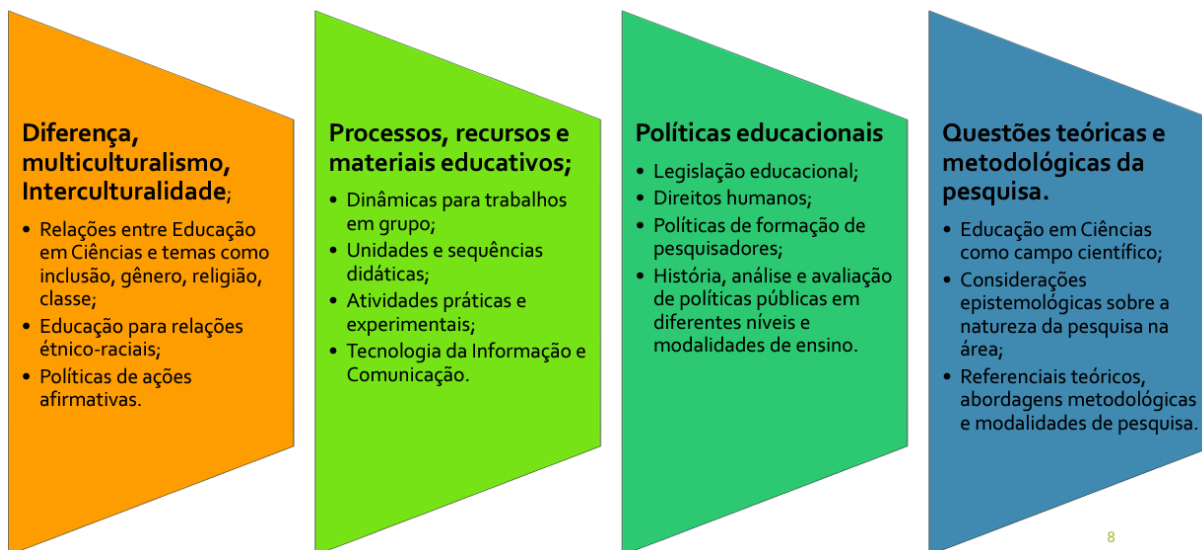 Diferença,
multiculturalismo,
Interculturalidade;
• Relações entre Educação
em Ciências e temas como
inclusão, gênero, religião,
classe;
• Educação para relações
étnico-raciais;
• Políticas de ações
afirmativas.
Processos, recursos e
materiais educativos;
• Dinâmicas para trabalhos
em grupo;
• Unidades e sequências
didáticas;
• Atividades práticas e
experimentais;
• Tecnologia da Informação e
Comunicação.
Políticas educacionais
• Legislação educacional;
• Direitos humanos;
• Políticas de formação de
pesquisadores;
• História, análise e avaliação
de políticas públicas em
diferentes níveis e
modalidades de ensino.
Questões teóricas e
metodológicas da
pesquisa.
• Educação em Ciências
como campo científico;
• Considerações
epistemológicas sobre a
natureza da pesquisa na
área;
• Referenciais teóricos,
abordagens metodológicas
e modalidades de pesquisa.
8